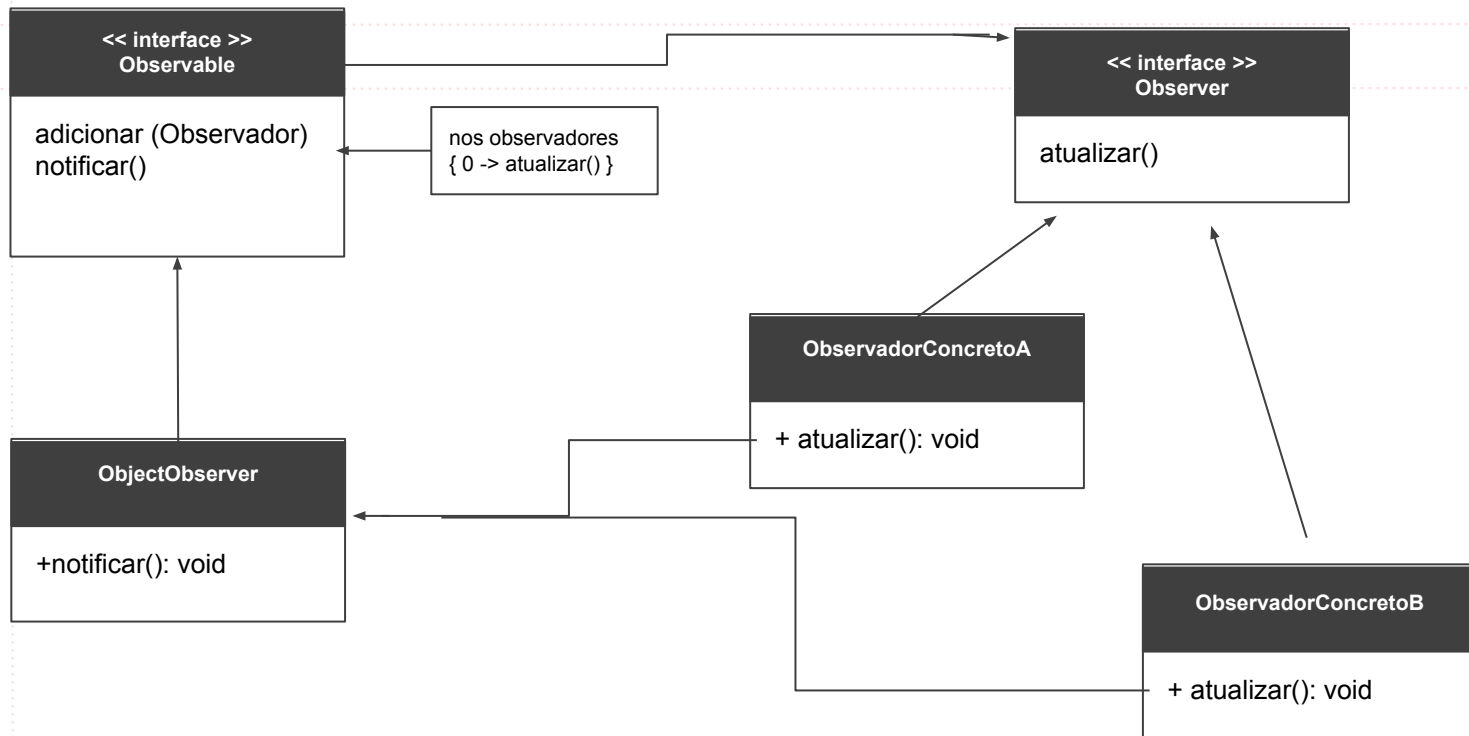 << interface >>
Observable
adicionar (Observador)
notificar()
nos observadores
{ 0 -> atualizar() }
<< interface >>
Observer
atualizar()
ObservadorConcretoA
+ atualizar(): void
ObjectObserver
+notificar(): void
ObservadorConcretoB
+ atualizar(): void